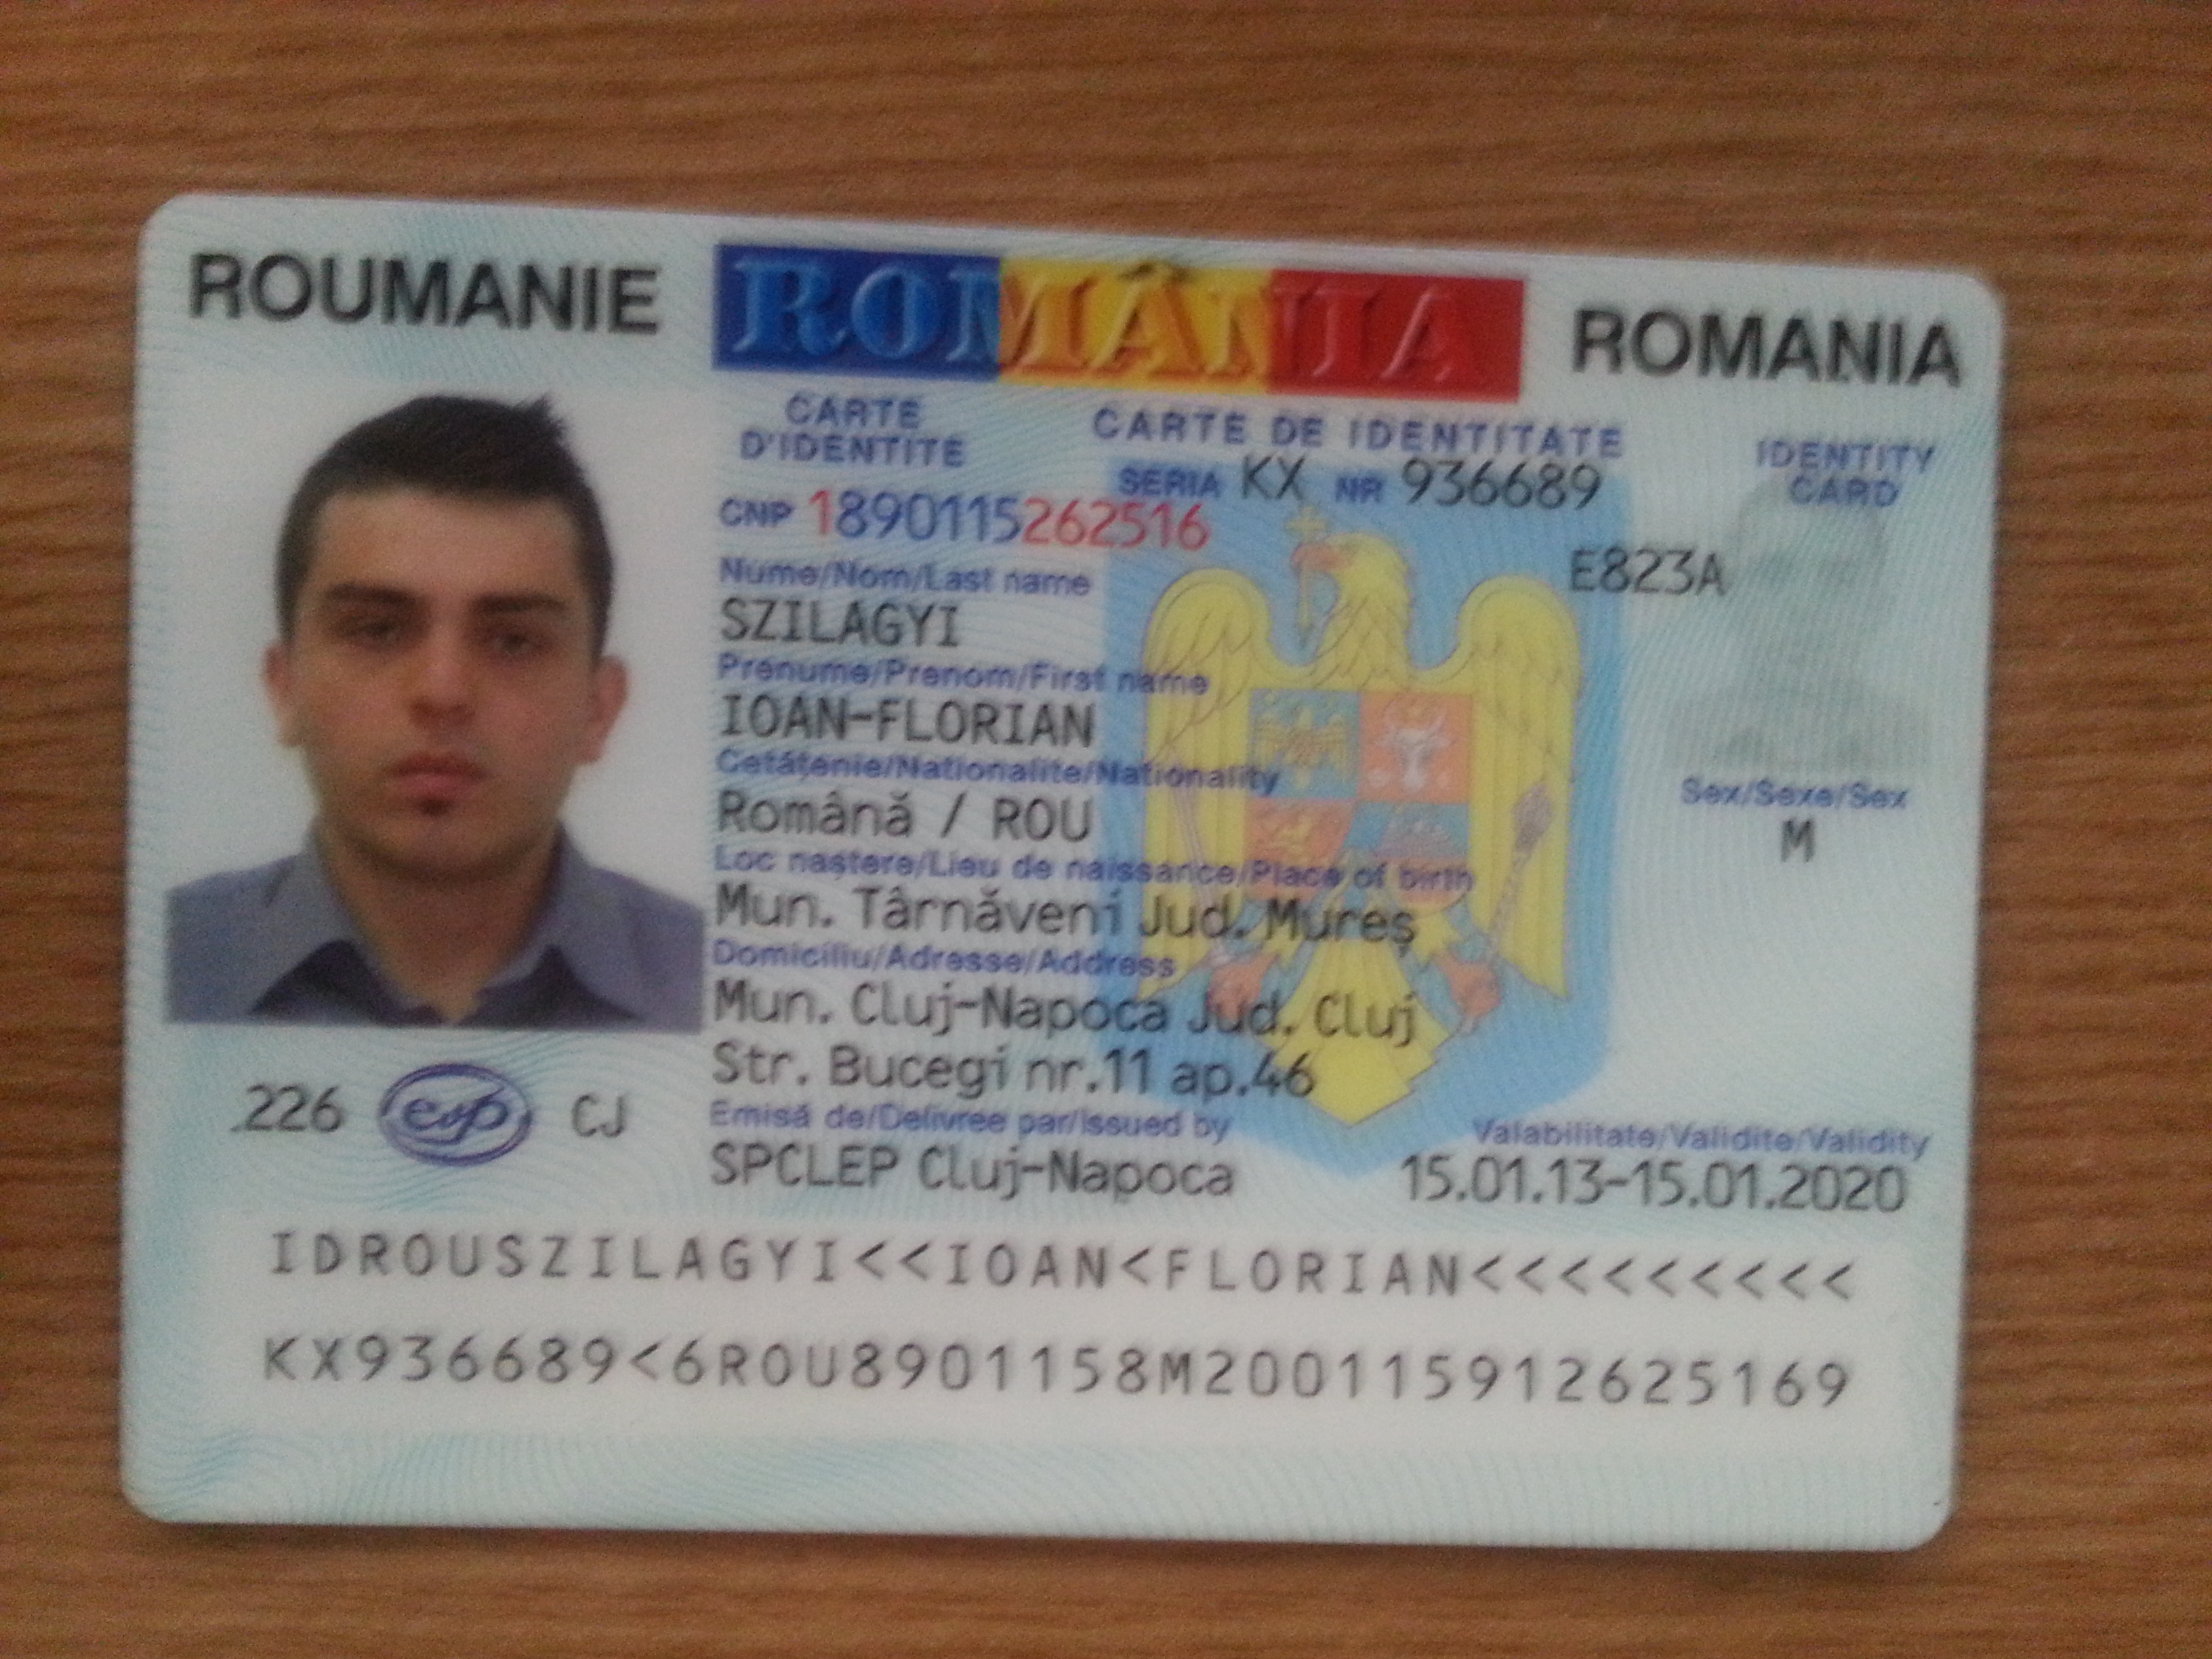 ROUMANIE ROMÂNIA ROMANIA
CARTE D'IDENTITE
CARTE DE IDENTITATE
IDENTITY CARD
SERIA KX NR 936689
CNP 1890115262516
E823A
Nume/Nom/Last name
SZILAGYI
Prenume/Prenom/First name
IOAN-FLORIAN
Cetățenie/Nationalite/Nationality
Română / ROU
Sex/Sexe/Sex
M
Loc naștere/Lieu de naissance/Place of birth
Mun. Târnăveni Jud. Mureș
Domiciliu/Adresse/Address
Mun. Cluj-Napoca Jud. Cluj
Str. Bucegi nr.11 ap.46
226 esp CJ
Emisă de/Delivree par/Issued by
SPCLEP Cluj-Napoca
Valabilitate/Validite/Validity
15.01.13-15.01.2020
IDROUSZILAGYI<<IOAN<FLORIAN<<<<<<<<<
KX936689<6ROU8901158M200115912625169